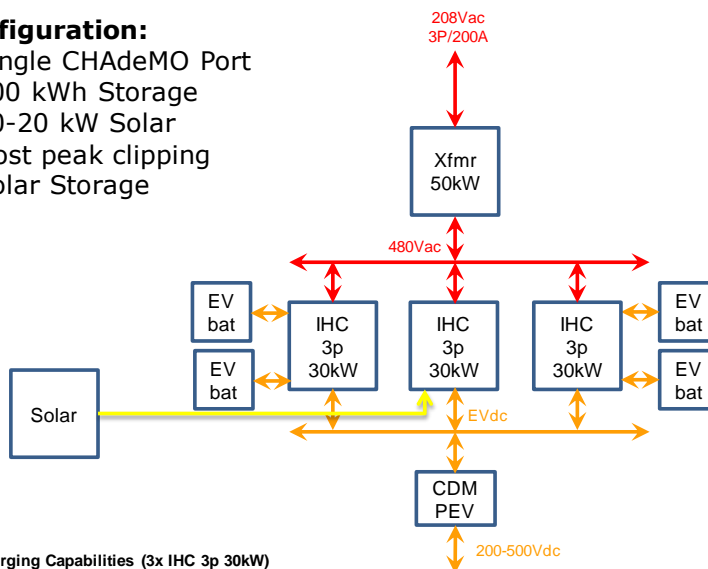 figuration:
ngle CHAdeMO Port
00 kWh Storage
0-20 kW Solar
ost peak clipping
olar Storage
208Vac
3P/200A
Xfmr
50kW
480Vac
EV
bat
EV
bat
IHC
3p
30kW
IHC
3p
30kW
IHC
3p
30kW
EV
bat
EV
bat
Solar
EVdc
CDM
PEV
200-500Vdc
rging Capabilities (3x IHC 3p 30kW)